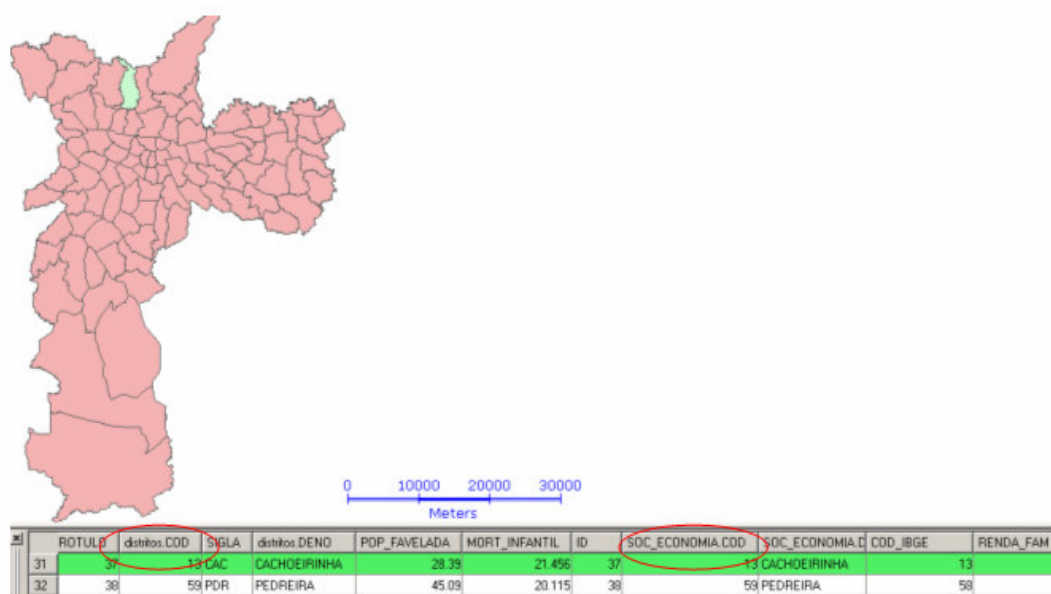 0 10000 20000 30000
Meters
ROTULO distritos.COD SIGLA distritos.DENO POP_FAVELADA MORT_INFANTIL ID SOC_ECONOMIA.COD SOC_ECONOMIA.D COD_IBGE RENDA_FAM
31 37 13 CAC CACHOEIRINHA 28.39 21.456 37 13 CACHOEIRINHA 13
32 38 59 PDR PEDREIRA 45.09 20.115 38 59 PEDREIRA 58